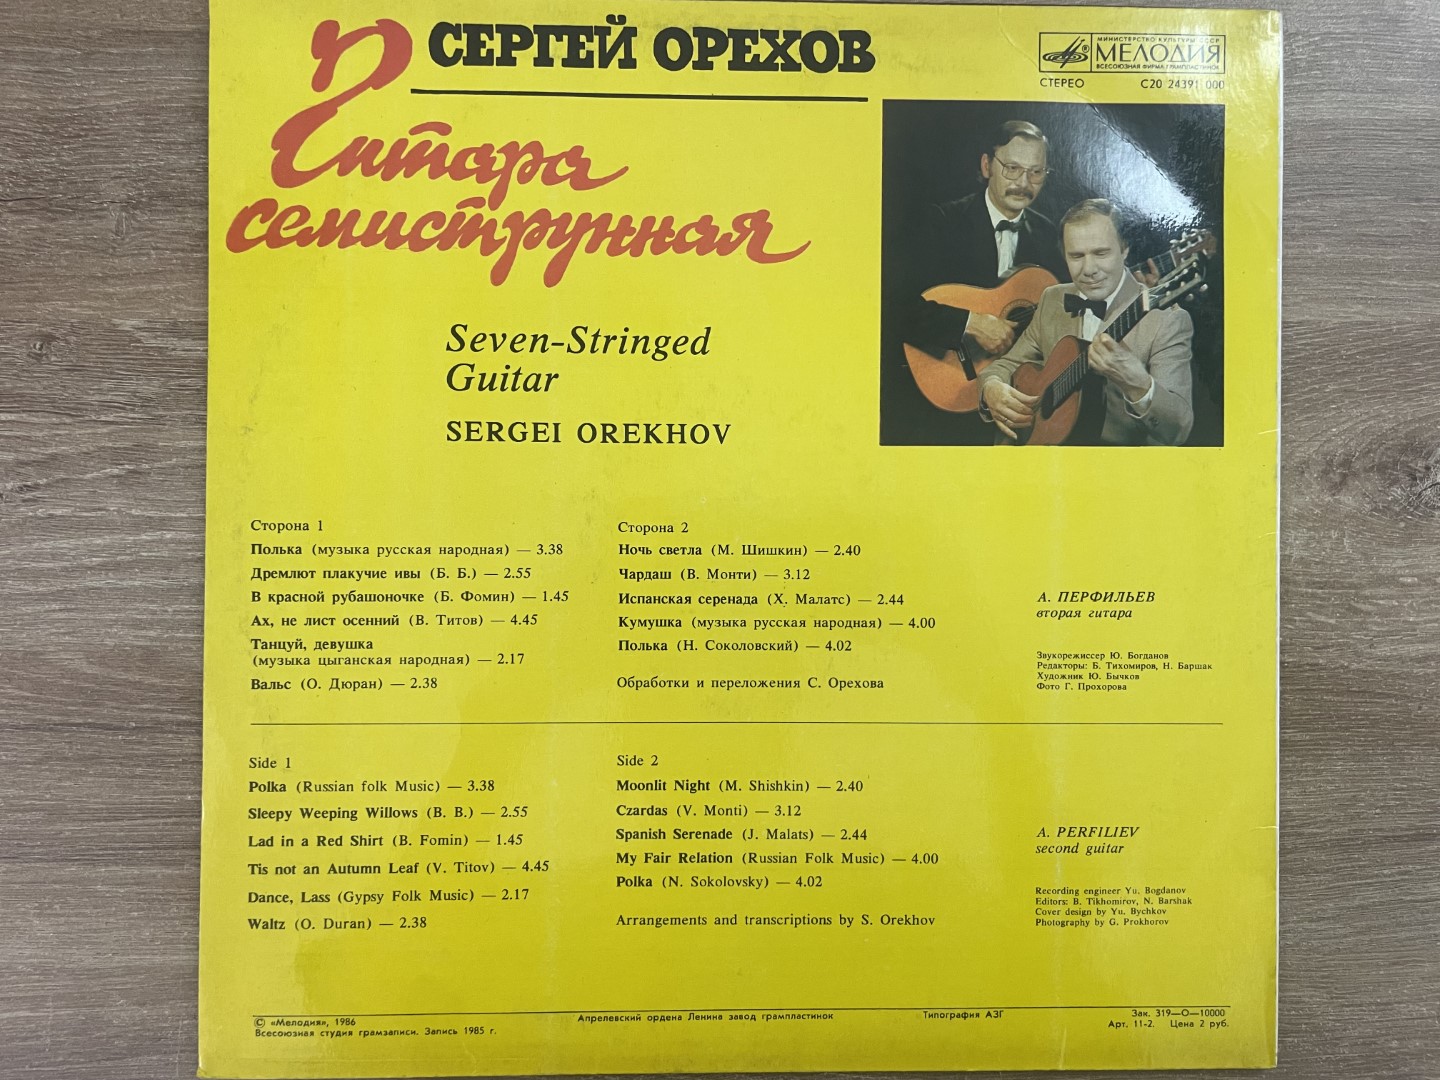 СЕРГЕЙ ОРЕХОВ
Гитара
семиструнная
Seven-Stringed
Guitar
SERGEI OREKHOV
МИНИСТЕРСТВО КУЛЬТУРЫ СССР
МЕЛОДИЯ
ВСЕСОЮЗНАЯ ФИРМА ГРАМПЛАСТИНОК
СТЕРЕО С20 24391 000
Сторона 1
Полька (музыка русская народная) — 3.38
Дремлют плакучие ивы (Б. Б.) — 2.55
В красной рубашоночке (Б. Фомин) — 1.45
Ах, не лист осенний (В. Титов) — 4.45
Танцуй, девушка
(музыка цыганская народная) — 2.17
Вальс (О. Дюран) — 2.38
Сторона 2
Ночь светла (М. Шишкин) — 2.40
Чардаш (В. Монти) — 3.12
Испанская серенада (Х. Малатс) — 2.44
Кумушка (музыка русская народная) — 4.00
Полька (Н. Соколовский) — 4.02
Обработки и переложения С. Орехова
А. ПЕРФИЛЬЕВ
вторая гитара
Звукорежиссер Ю. Богданов
Редакторы: Б. Тихомиров, Н. Баршак
Художник Ю. Бычков
Фото Г. Прохорова
Side 1
Polka (Russian folk Music) — 3.38
Sleepy Weeping Willows (B. B.) — 2.55
Lad in a Red Shirt (B. Fomin) — 1.45
Tis not an Autumn Leaf (V. Titov) — 4.45
Dance, Lass (Gypsy Folk Music) — 2.17
Waltz (O. Duran) — 2.38
Side 2
Moonlit Night (M. Shishkin) — 2.40
Czardas (V. Monti) — 3.12
Spanish Serenade (J. Malats) — 2.44
My Fair Relation (Russian Folk Music) — 4.00
Polka (N. Sokolovsky) — 4.02
Arrangements and transcriptions by S. Orekhov
A. PERFILIEV
second guitar
Recording engineer Yu. Bogdanov
Editors: B. Tikhomirov, N. Barshak
Cover design by Yu. Bychkov
Photography by G. Prokhorov
© «Мелодия», 1986
Всесоюзная студия грамзаписи. Запись 1985 г.
Апрелевский ордена Ленина завод грампластинок
Типография АЗГ
Зак. 319—О—10000
Арт. 11-2. Цена 2 руб.